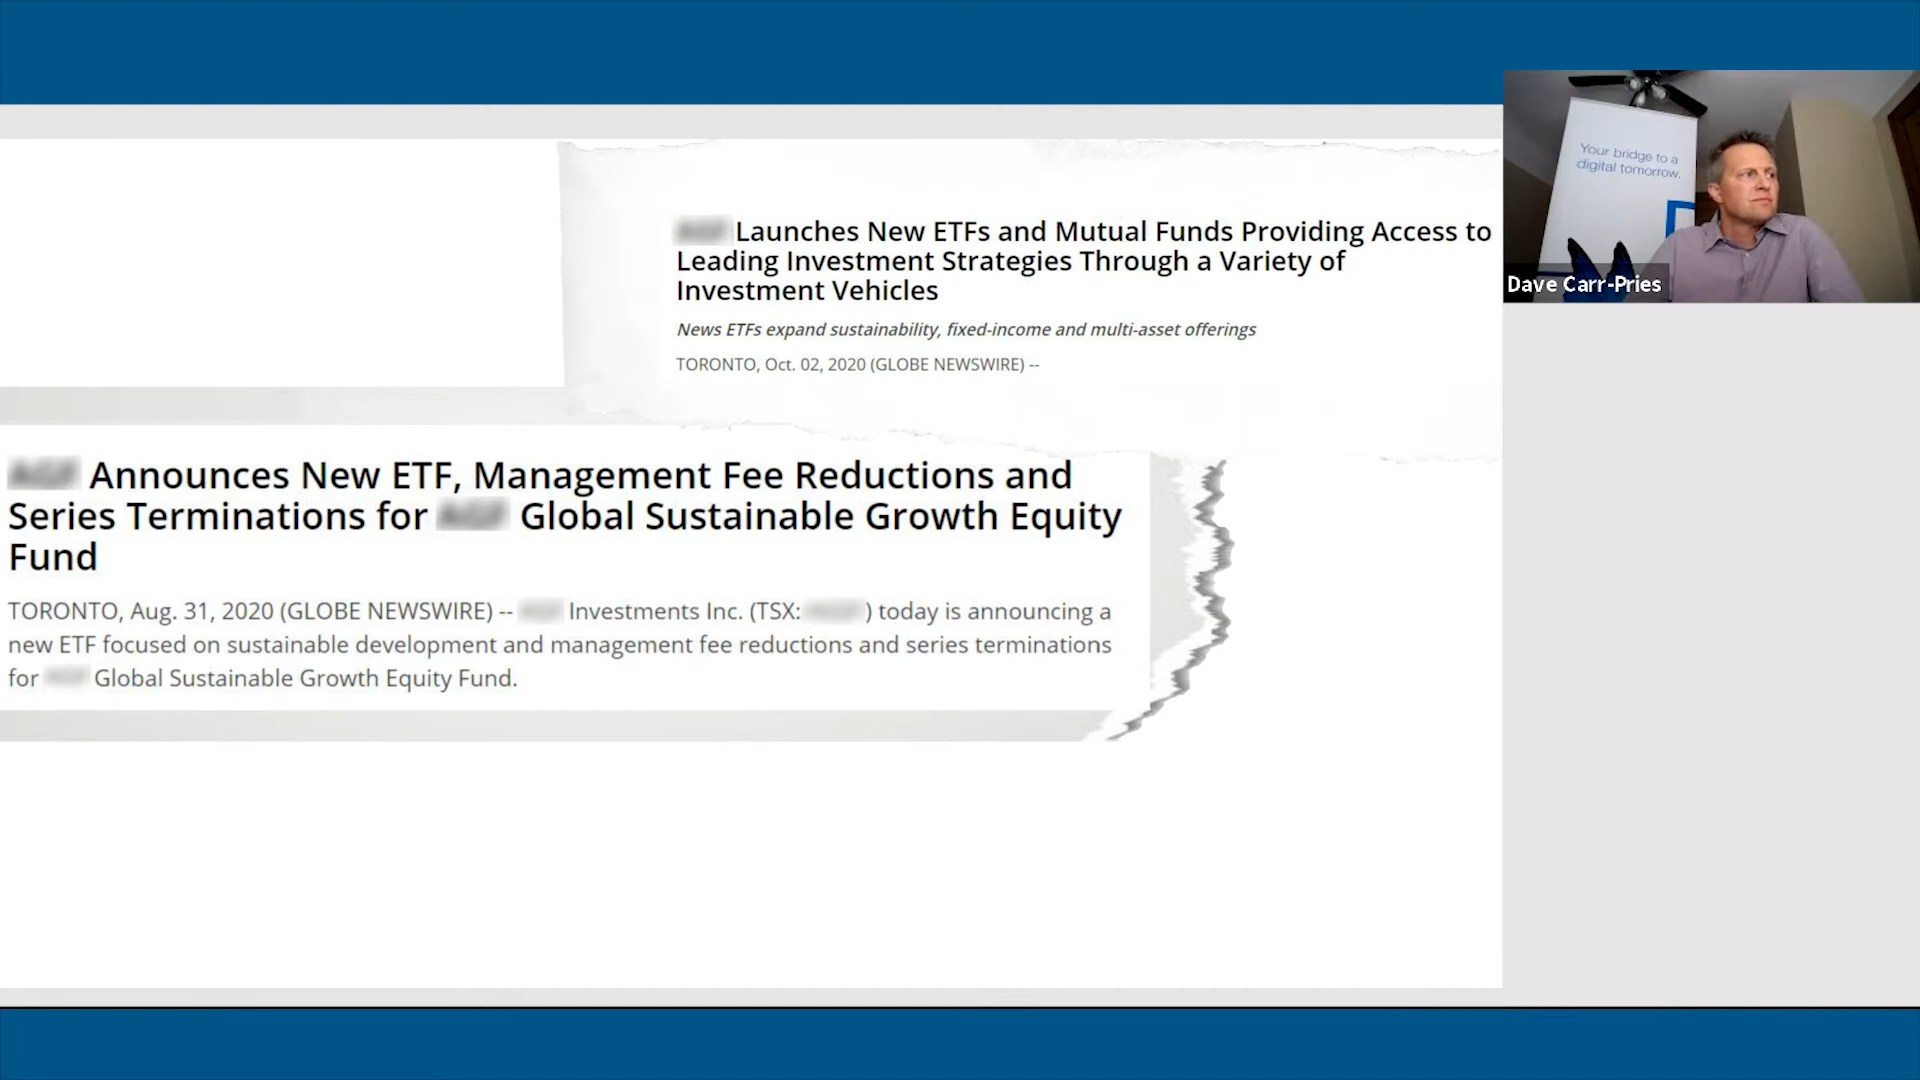 Launches New ETFs and Mutual Funds Providing Access to
Leading Investment Strategies Through a Variety of
Investment Vehicles
News ETFs expand sustainability, fixed-income and multi-asset offerings
TORONTO, Oct. 02, 2020 (GLOBE NEWSWIRE) --
Announces New ETF, Management Fee Reductions and
Series Terminations for Global Sustainable Growth Equity
Fund
TORONTO, Aug. 31, 2020 (GLOBE NEWSWIRE) -- Investments Inc. (TSX: ) today is announcing a
new ETF focused on sustainable development and management fee reductions and series terminations
for Global Sustainable Growth Equity Fund.
Your bridge to a
digital tomorrow.
Dave Carr-Pries